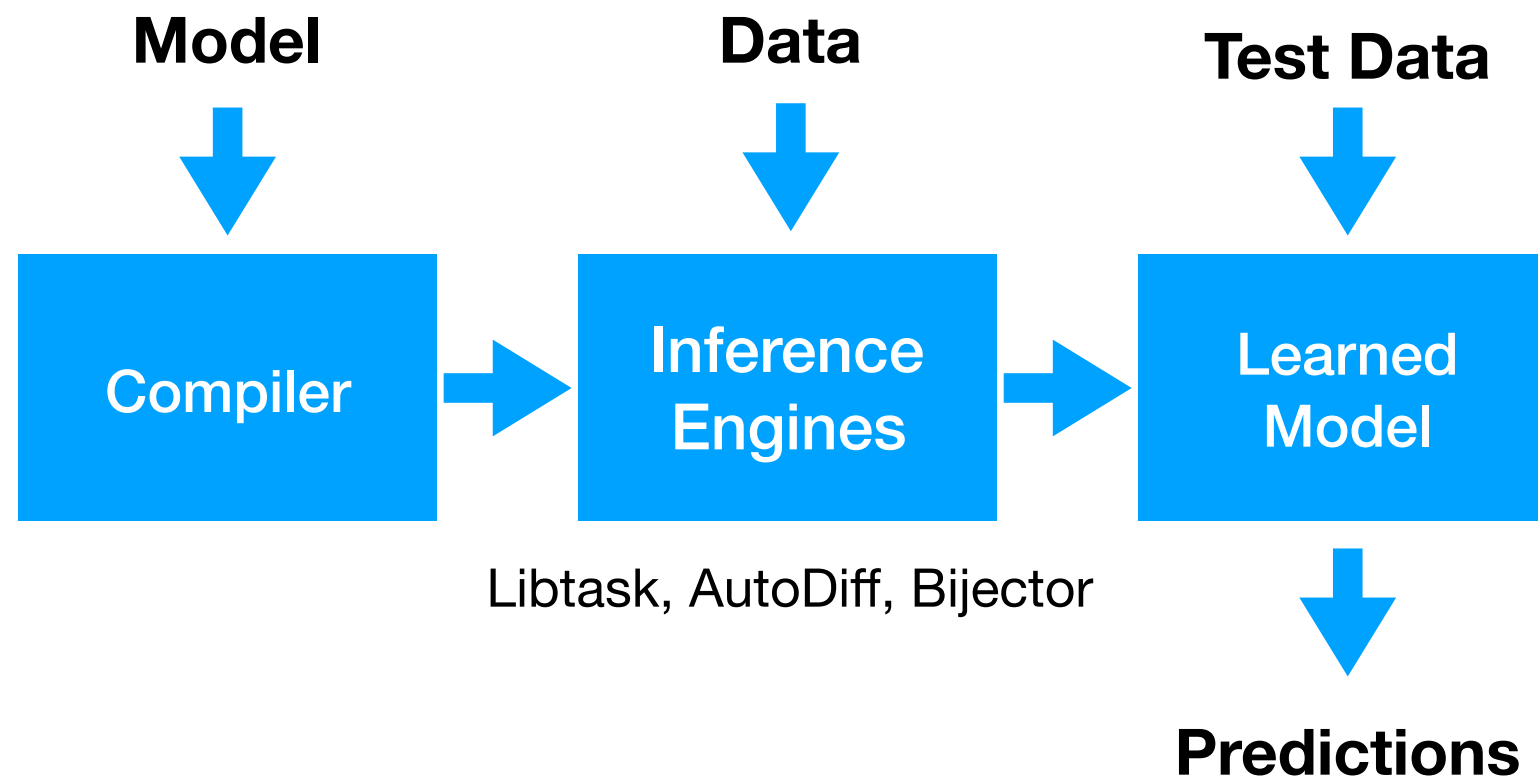 Model
Data
Test Data
Compiler
Inference
Engines
Learned
Model
Libtask, AutoDiff, Bijector
Predictions